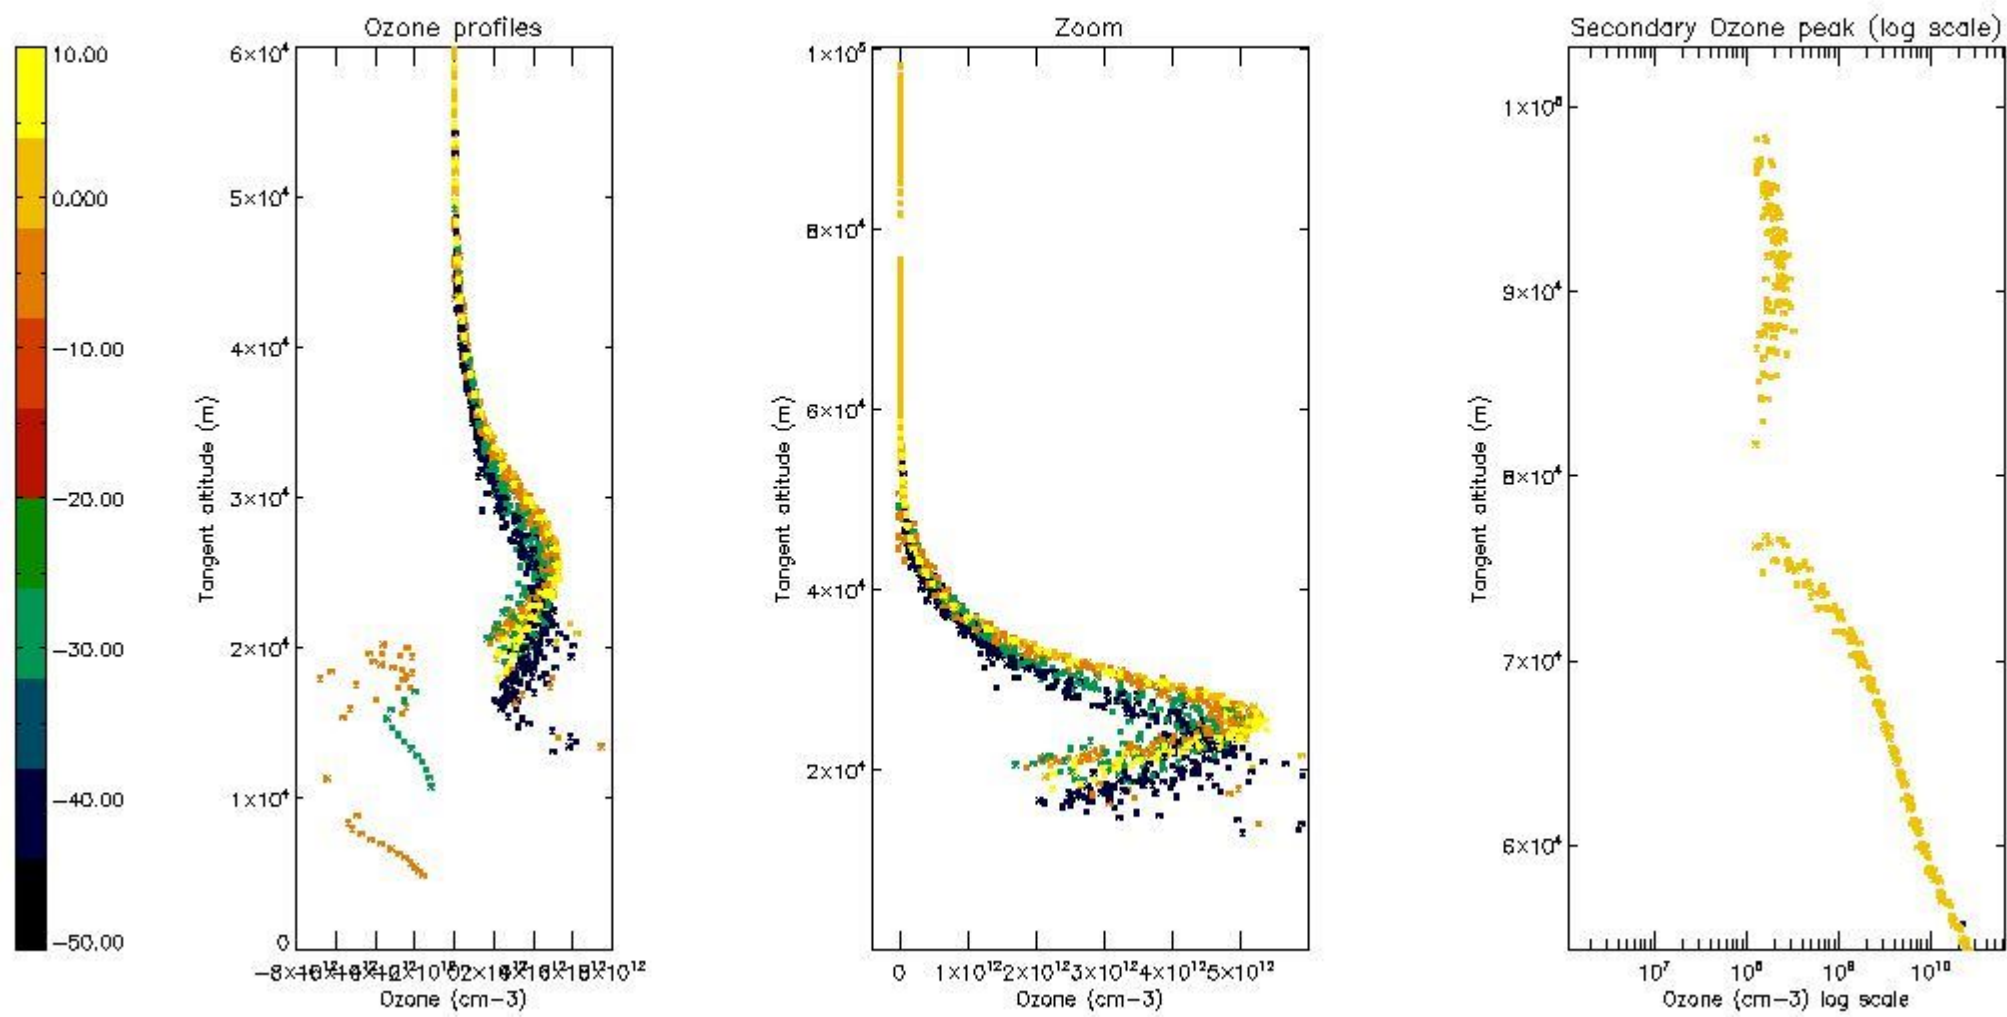 Ozone profiles
Zoom
Secondary Ozone peak (log scale)
10.00
0.000
−10.00
−20.00
−30.00
−40.00
−50.00
6×10⁴
5×10⁴
4×10⁴
3×10⁴
2×10⁴
1×10⁴
0
Tangent altitude (m)
Ozone (cm−3)
1×10⁵
8×10⁴
6×10⁴
4×10⁴
2×10⁴
Tangent altitude (m)
0 1×10¹² 2×10¹² 3×10¹² 4×10¹² 5×10¹²
Ozone (cm−3)
9×10⁴
8×10⁴
7×10⁴
6×10⁴
Tangent altitude (m)
10⁷ 10⁸ 10⁹ 10¹⁰
Ozone (cm−3) log scale